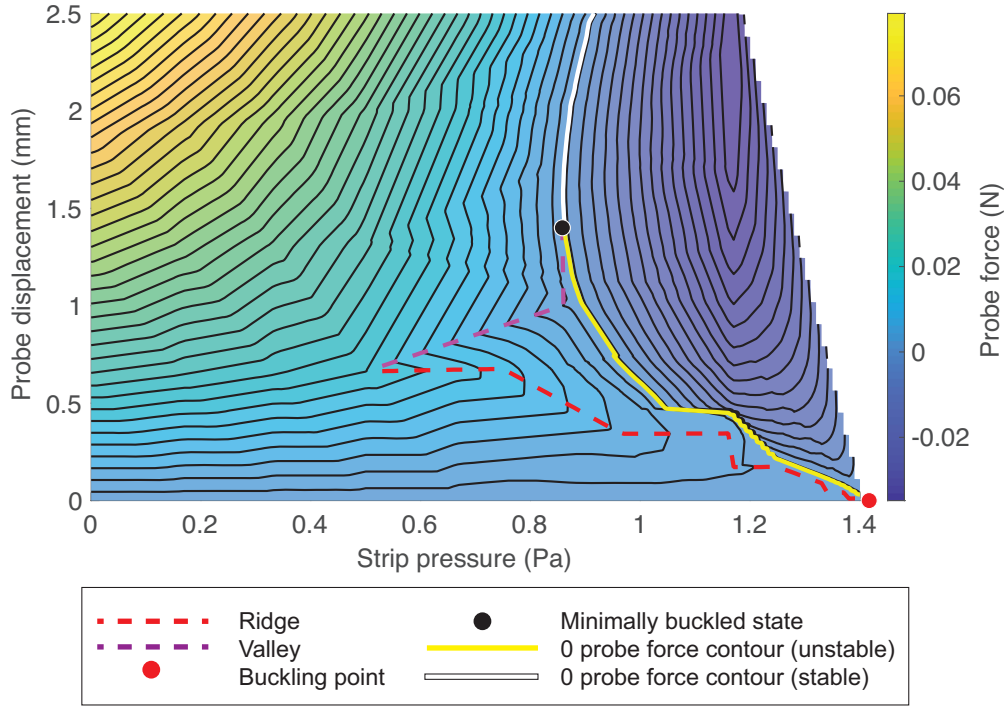 2.5
2
1.5
1
0.5
0
Probe displacement (mm)
0 0.2 0.4 0.6 0.8 1 1.2 1.4
Strip pressure (Pa)
0.06
0.04
0.02
0
-0.02
Probe force (N)
Ridge
Valley
Buckling point
Minimally buckled state
0 probe force contour (unstable)
0 probe force contour (stable)